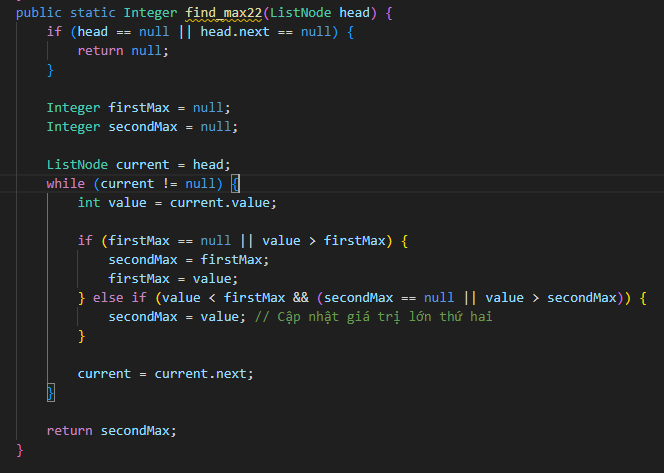 public static Integer find_max22(ListNode head) {
    if (head == null || head.next == null) {
        return null;
    }

    Integer firstMax = null;
    Integer secondMax = null;

    ListNode current = head;
    while (current != null) {
        int value = current.value;

        if (firstMax == null || value > firstMax) {
            secondMax = firstMax;
            firstMax = value;
        } else if (value < firstMax && (secondMax == null || value > secondMax)) {
            secondMax = value; // Cập nhật giá trị lớn thứ hai
        }

        current = current.next;
    }

    return secondMax;
}